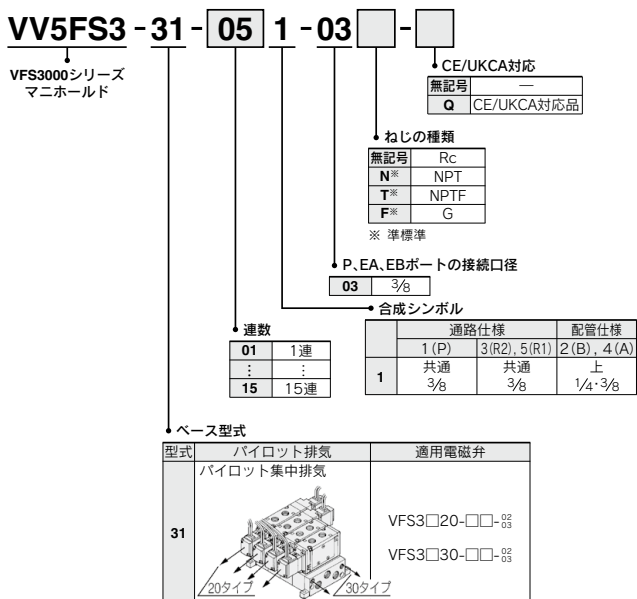 VV5FS3 - 31 - 05 1 - 03 □ - □
VFS3000シリーズ
マニホールド
CE/UKCA対応
無記号 —
Q CE/UKCA対応品
ねじの種類
無記号 Rc
N※ NPT
T※ NPTF
F※ G
※ 準標準
P、EA、EBポートの接続口径
03 3/8
合成シンボル
通路仕様 配管仕様
1(P) 3(R2), 5(R1) 2(B), 4(A)
1 共通 3/8 共通 3/8 上 1/4・3/8
連数
01 1連
⋮ ⋮
15 15連
ベース型式
型式 パイロット排気 適用電磁弁
パイロット集中排気
31
VFS3□20-□□-02 03
VFS3□30-□□-02 03
20タイプ 30タイプ